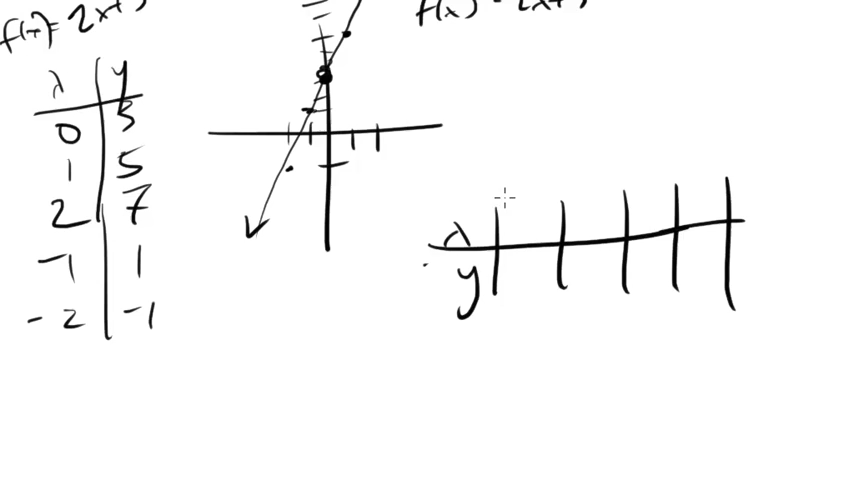 f(x) = 2x+3
f(x) = 2x+3
x y
0 3
1 5
2 7
-1 1
-2 -1
x
y